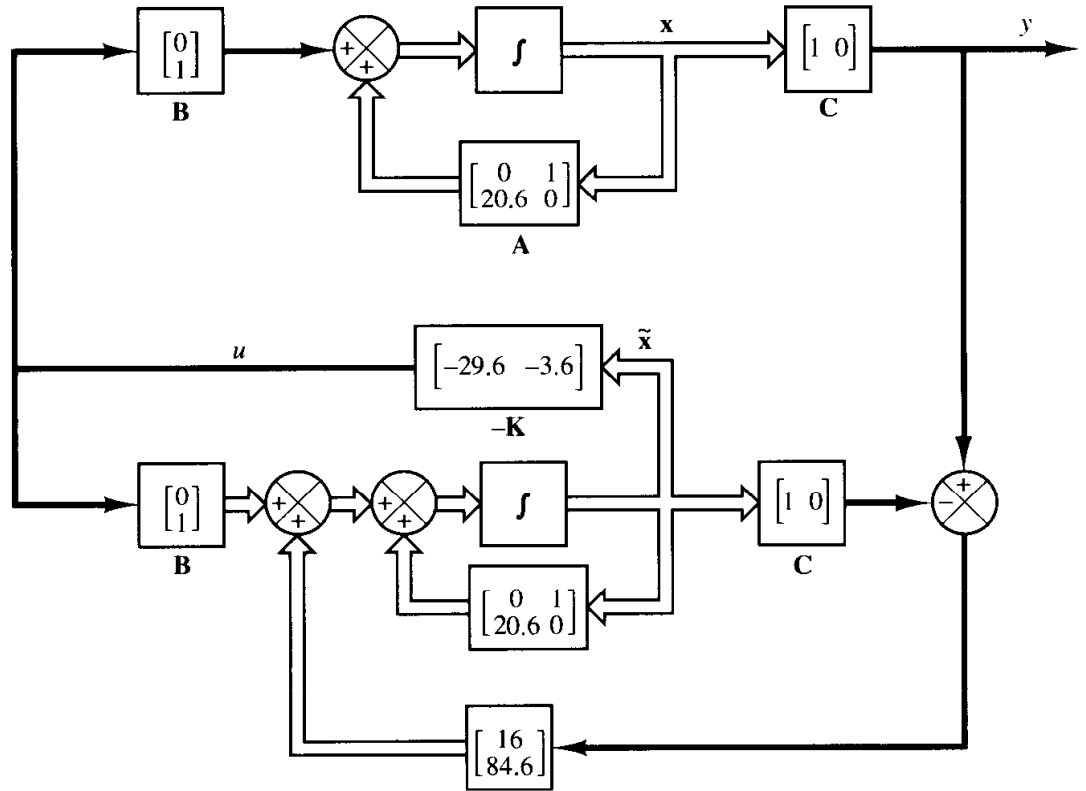 x
y
[0 1]
B
+ +
∫
[1 0]
C
[0 1 20.6 0]
A
u
[-29.6 -3.6]
x̃
-K
[0 1]
B
+ +
+ +
∫
[1 0]
C
+ -
[0 1 20.6 0]
[16 84.6]